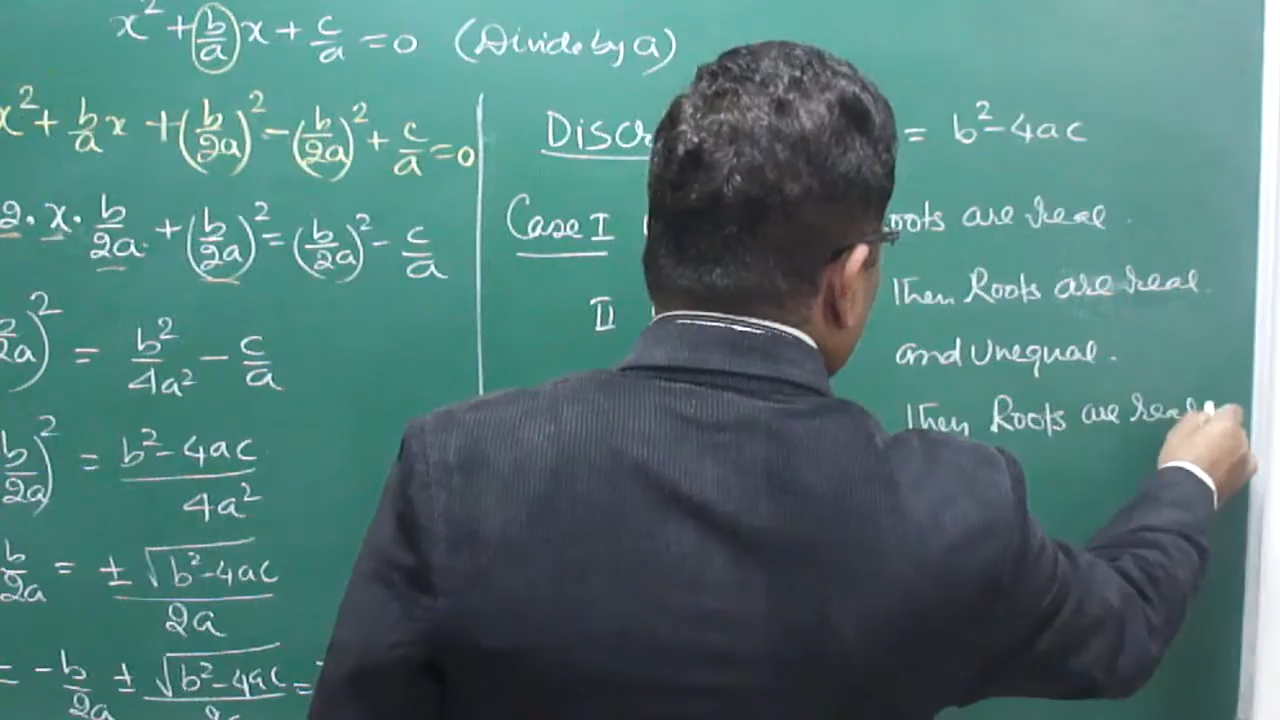 x² + b/a x + c/a = 0 (Divide by a)
x² + b/a x + (b/2a)² - (b/2a)² + c/a = 0
2 . x . b/2a + (b/2a)² = (b/2a)² - c/a
2a)² = b²/4a² - c/a
b/2a)² = b² - 4ac / 4a²
b/2a = ± √b² - 4ac / 2a
= -b/2a ± √b² - 4ac =
DISCR = b² - 4ac
Case I oots are real .
II Then Roots are real .
and Unequal .
Then Roots are real